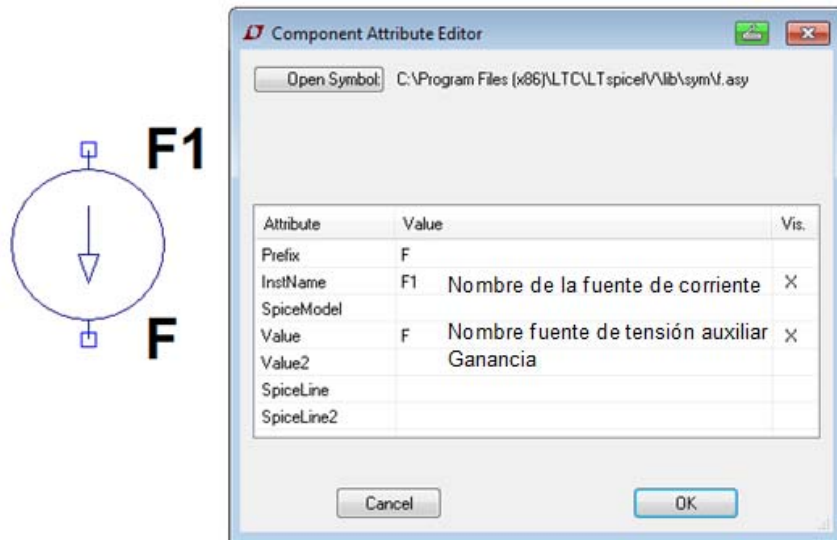 Component Attribute Editor
Open Symbol: C:\Program Files (x86)\LTC\LTspiceIV\lib\sym\f.asy
F1
F
Attribute Value Vis.
Prefix F
InstName F1 Nombre de la fuente de corriente X
SpiceModel
Value F Nombre fuente de tensión auxiliar X
Value2 Ganancia
SpiceLine
SpiceLine2
Cancel OK